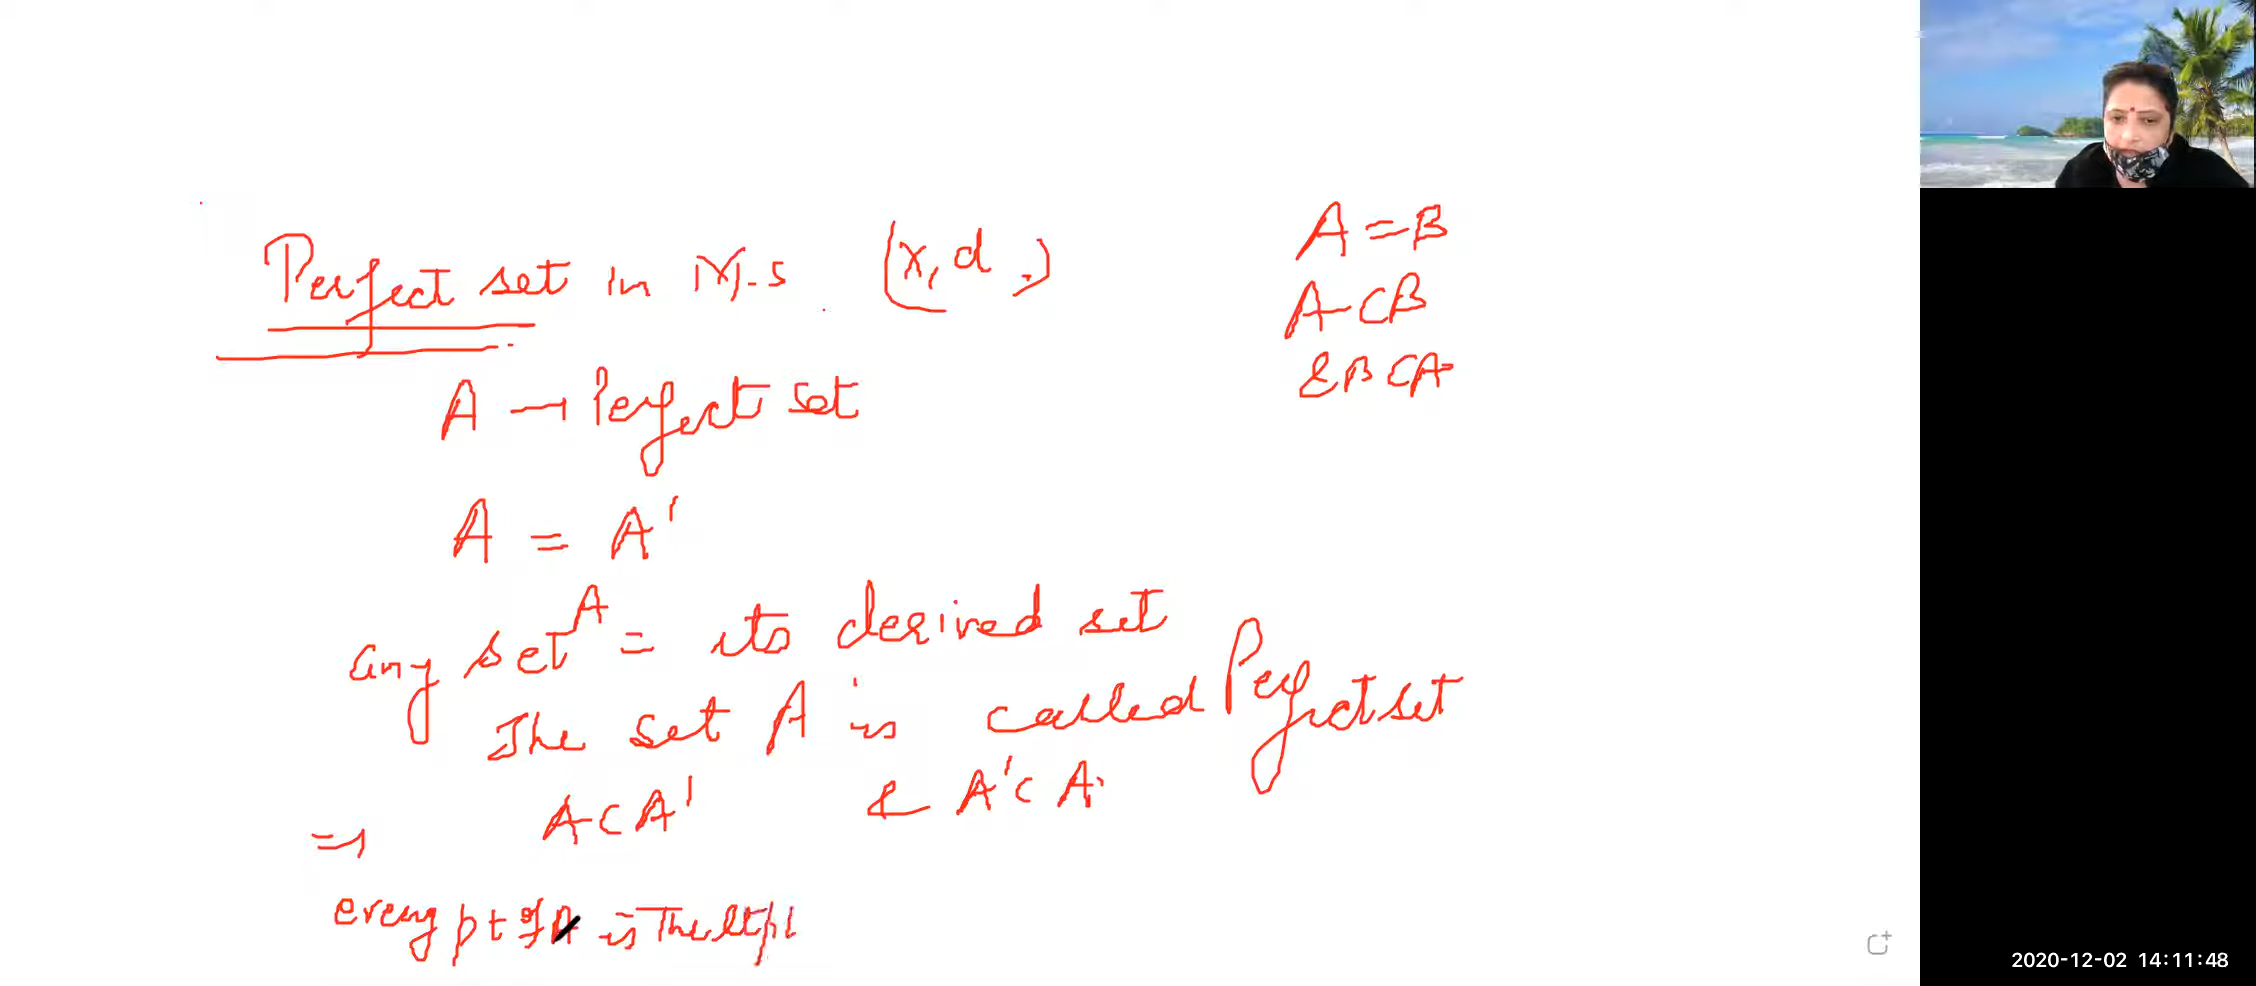 Perfect set in M.S (X, d.)
A = B
A ⊂ B
& B ⊂ A
A → Perfect set
A = A'
any set A = its derived set
The set A is called Perfect set
⇒ A ⊂ A' & A' ⊂ A.
every pt of A is The lt pt
2020-12-02 14:11:48